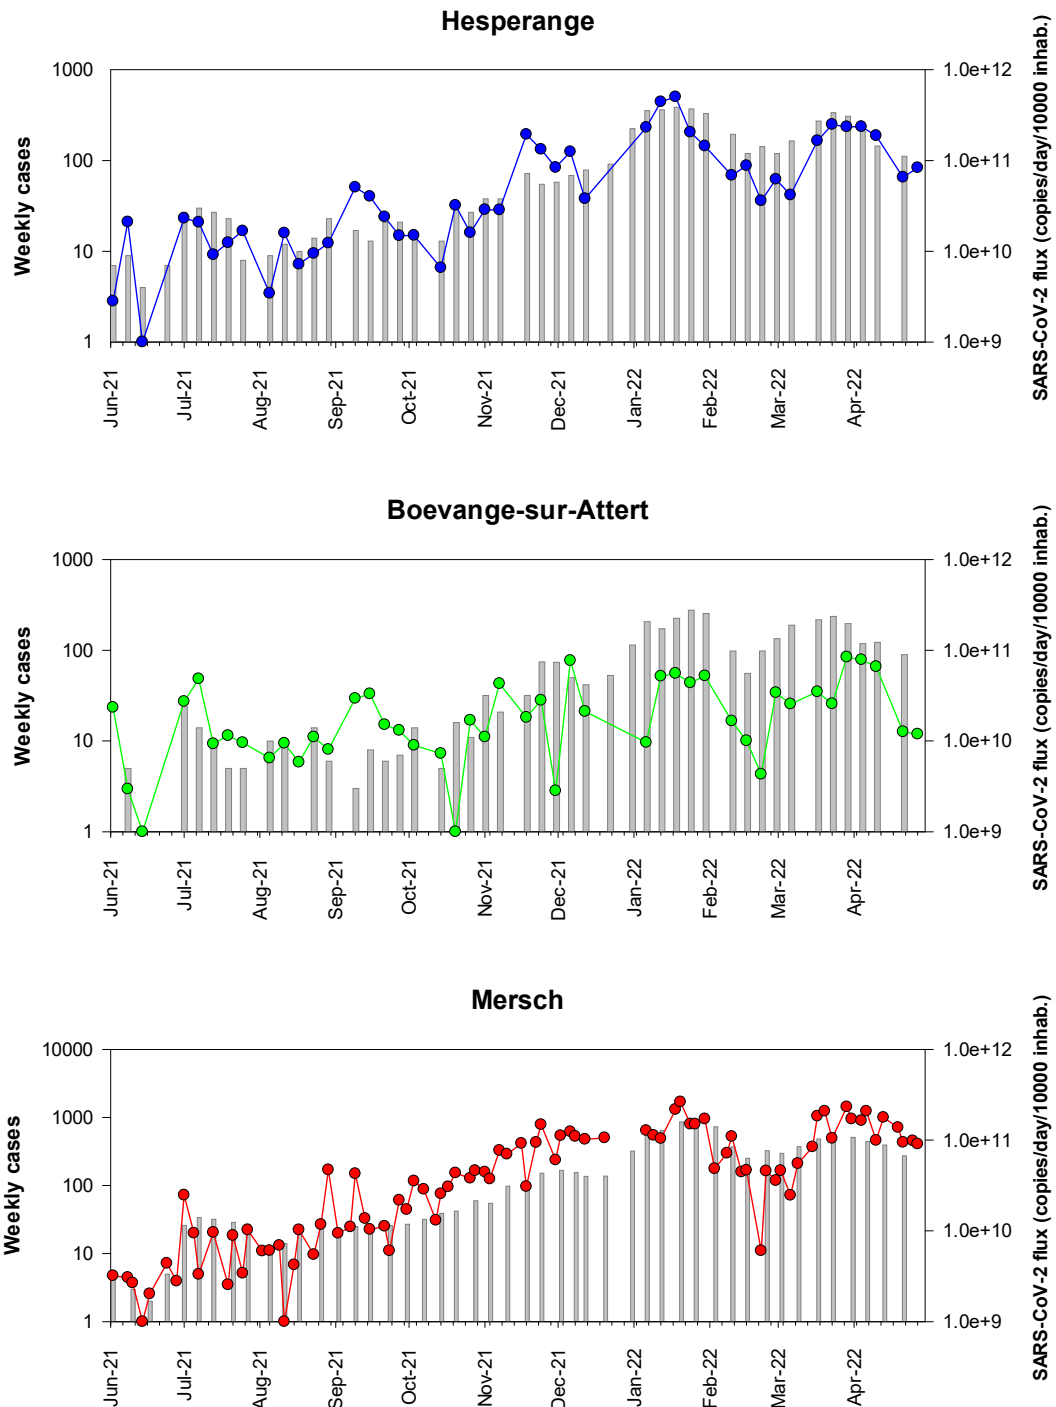 Hesperange
Weekly cases
1000
100
10
1
1.0e+12
1.0e+11
1.0e+10
1.0e+9
SARS-CoV-2 flux (copies/day/10000 inhab.)
Jun-21
Jul-21
Aug-21
Sep-21
Oct-21
Nov-21
Dec-21
Jan-22
Feb-22
Mar-22
Apr-22
Boevange-sur-Attert
Weekly cases
1000
100
10
1
1.0e+12
1.0e+11
1.0e+10
1.0e+9
SARS-CoV-2 flux (copies/day/10000 inhab.)
Jun-21
Jul-21
Aug-21
Sep-21
Oct-21
Nov-21
Dec-21
Jan-22
Feb-22
Mar-22
Apr-22
Mersch
Weekly cases
10000
1000
100
10
1
1.0e+12
1.0e+11
1.0e+10
1.0e+9
SARS-CoV-2 flux (copies/day/10000 inhab.)
Jun-21
Jul-21
Aug-21
Sep-21
Oct-21
Nov-21
Dec-21
Jan-22
Feb-22
Mar-22
Apr-22